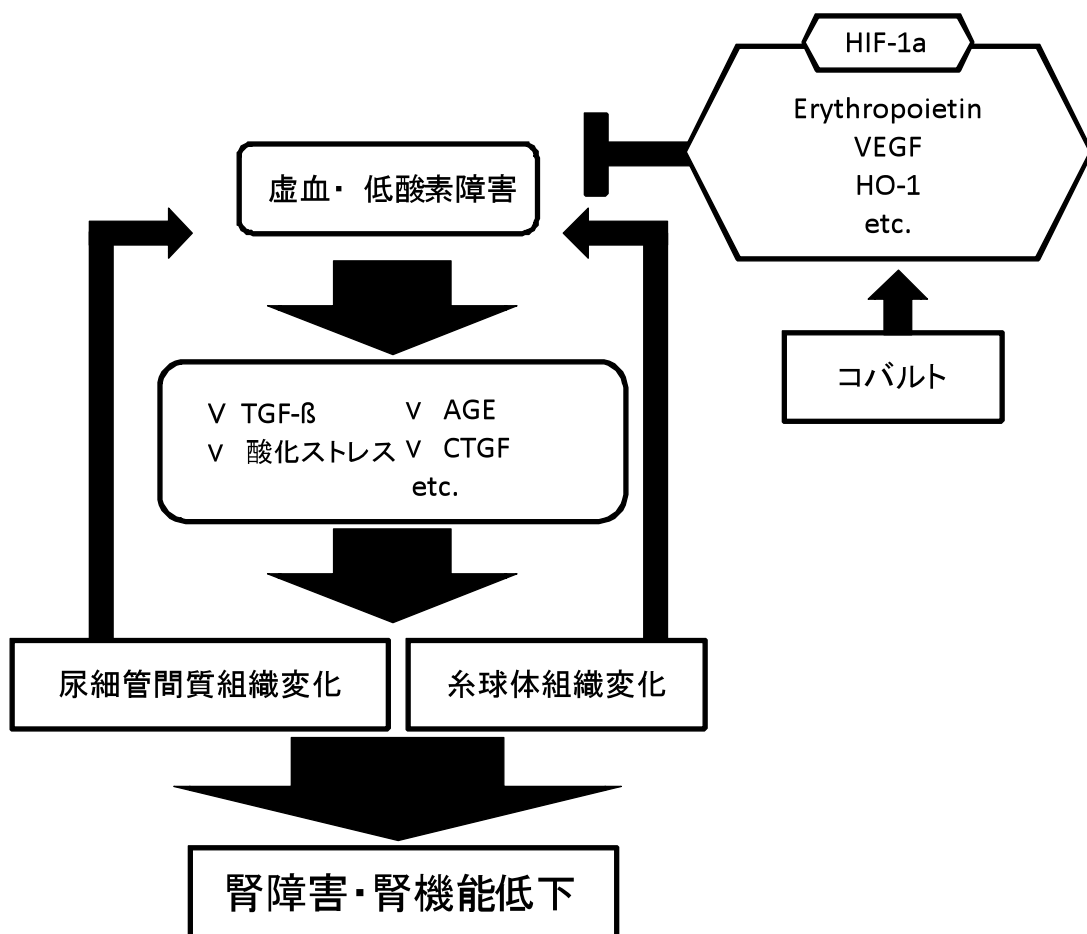 HIF-1a
Erythropoietin
VEGF
HO-1
etc.
虚血・ 低酸素障害
コバルト
V TGF-ß V AGE
V 酸化ストレス V CTGF
etc.
尿細管間質組織変化
糸球体組織変化
腎障害・腎機能低下